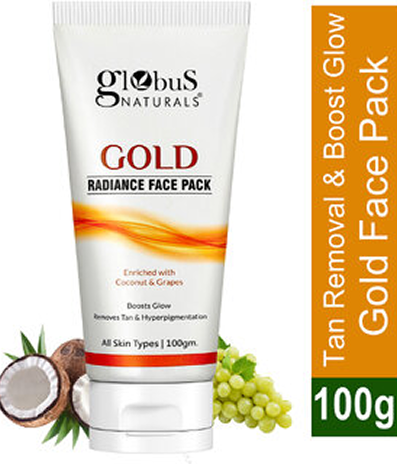 glObuS
NATURALS®
GOLD
RADIANCE FACE PACK
Enriched with
Coconut & Grapes
Boosts Glow
Removes Tan & Hyperpigmentation
All Skin Types | 100gm.
Tan Removal & Boost Glow
Gold Face Pack
100g